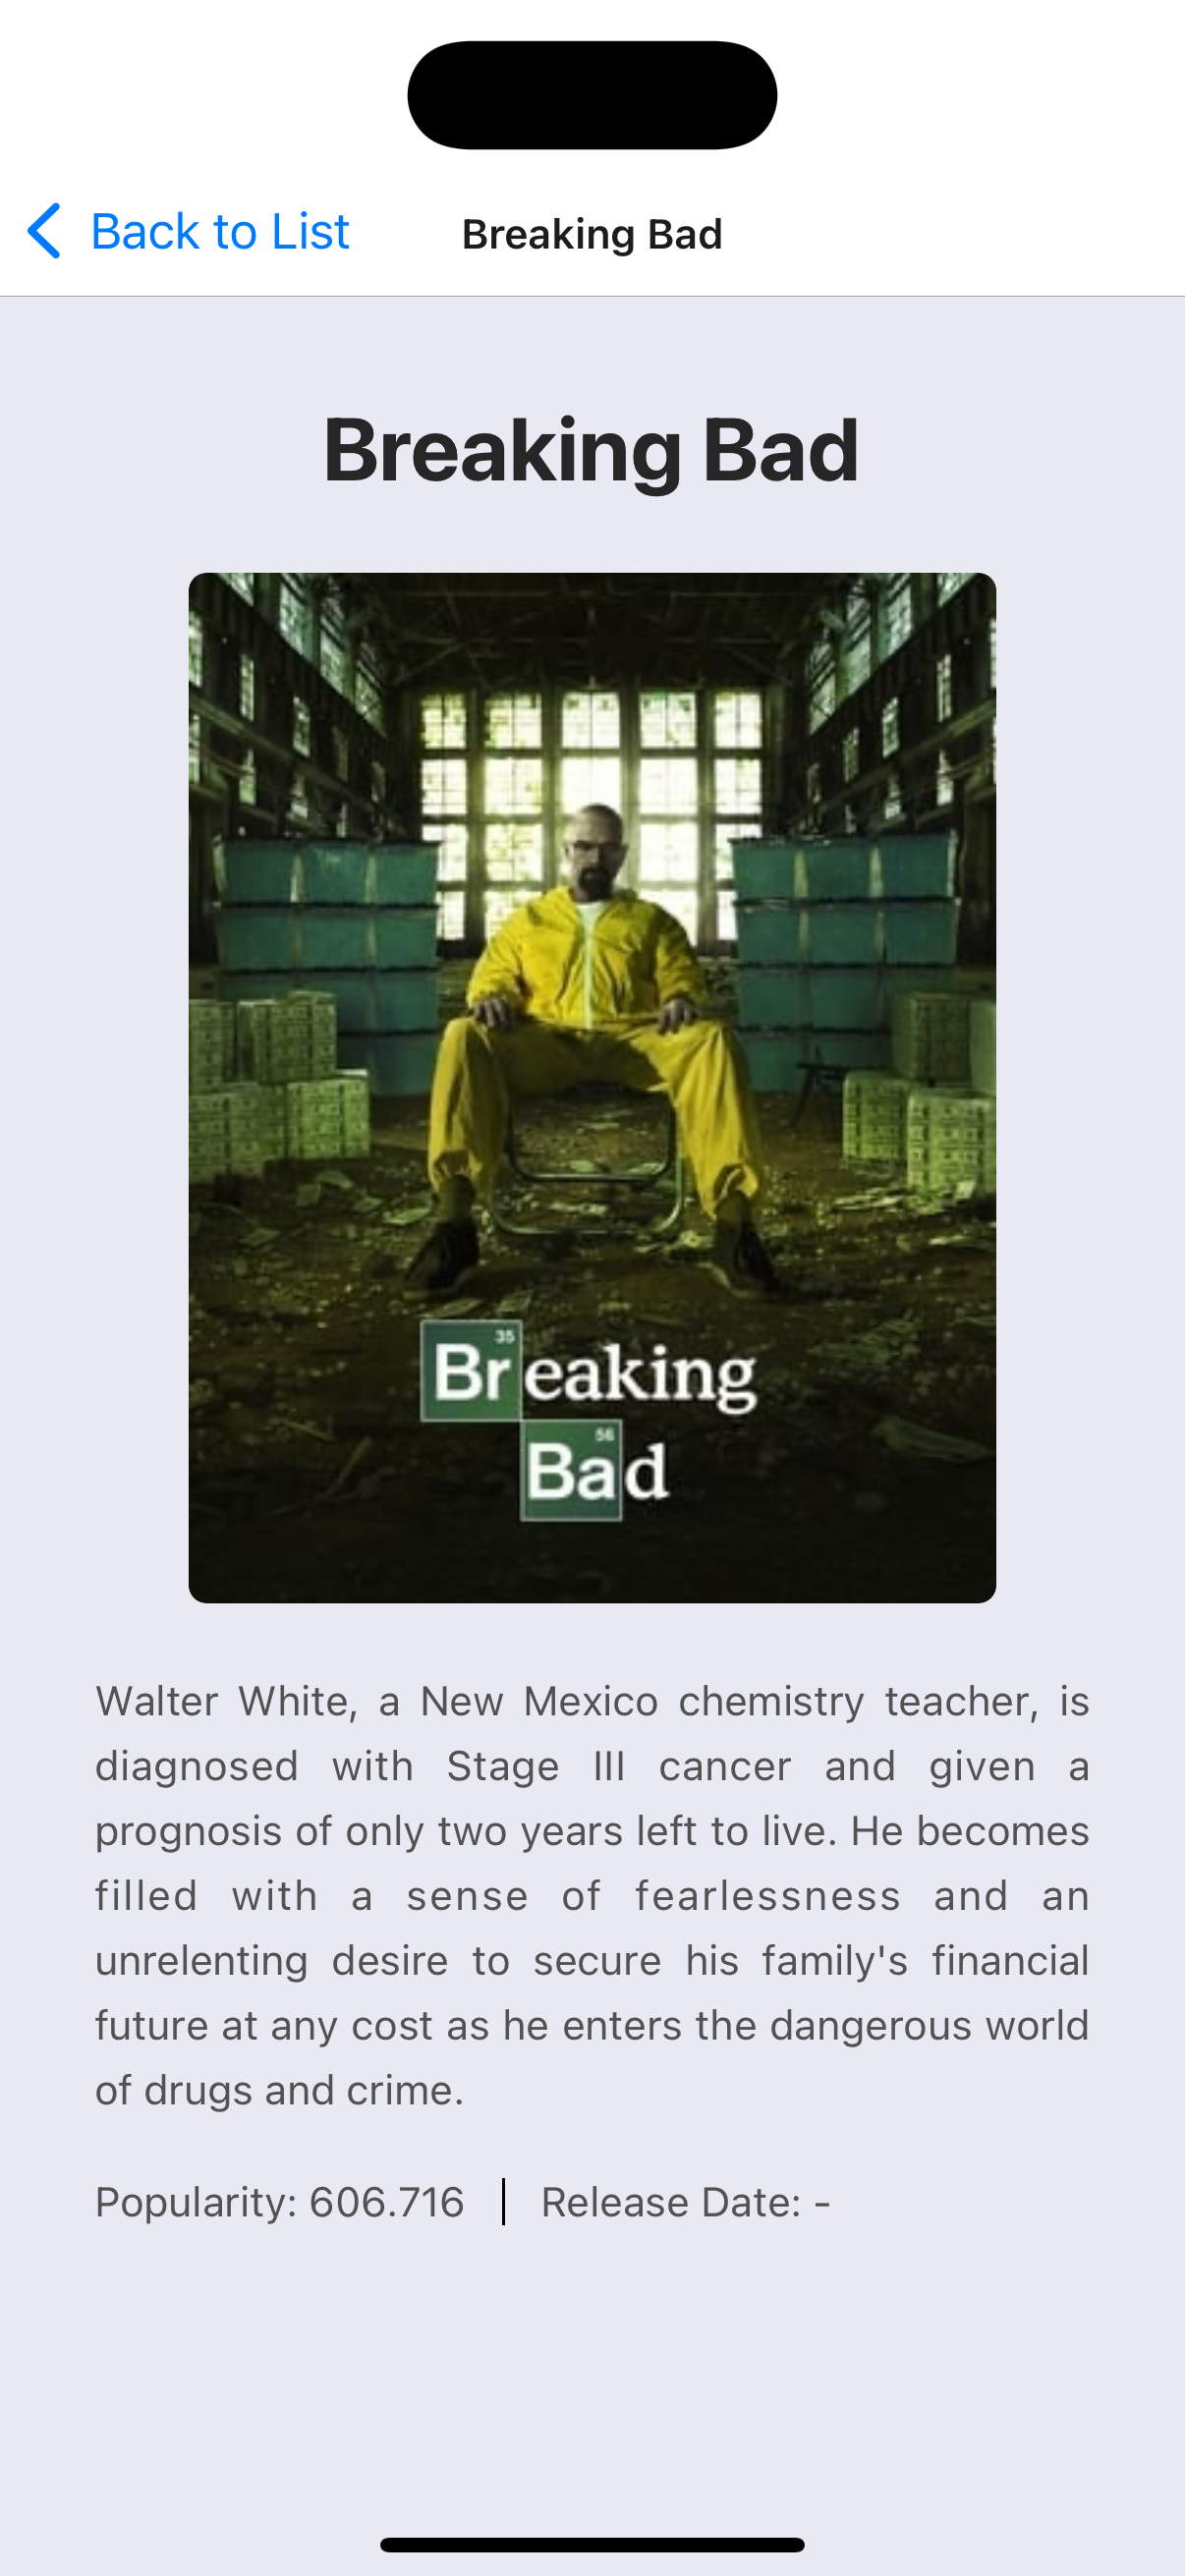 Back to List
Breaking Bad
Breaking Bad
35
Breaking
56
Bad
Walter White, a New Mexico chemistry teacher, is
diagnosed with Stage III cancer and given a
prognosis of only two years left to live. He becomes
filled with a sense of fearlessness and an
unrelenting desire to secure his family's financial
future at any cost as he enters the dangerous world
of drugs and crime.
Popularity: 606.716 | Release Date: -